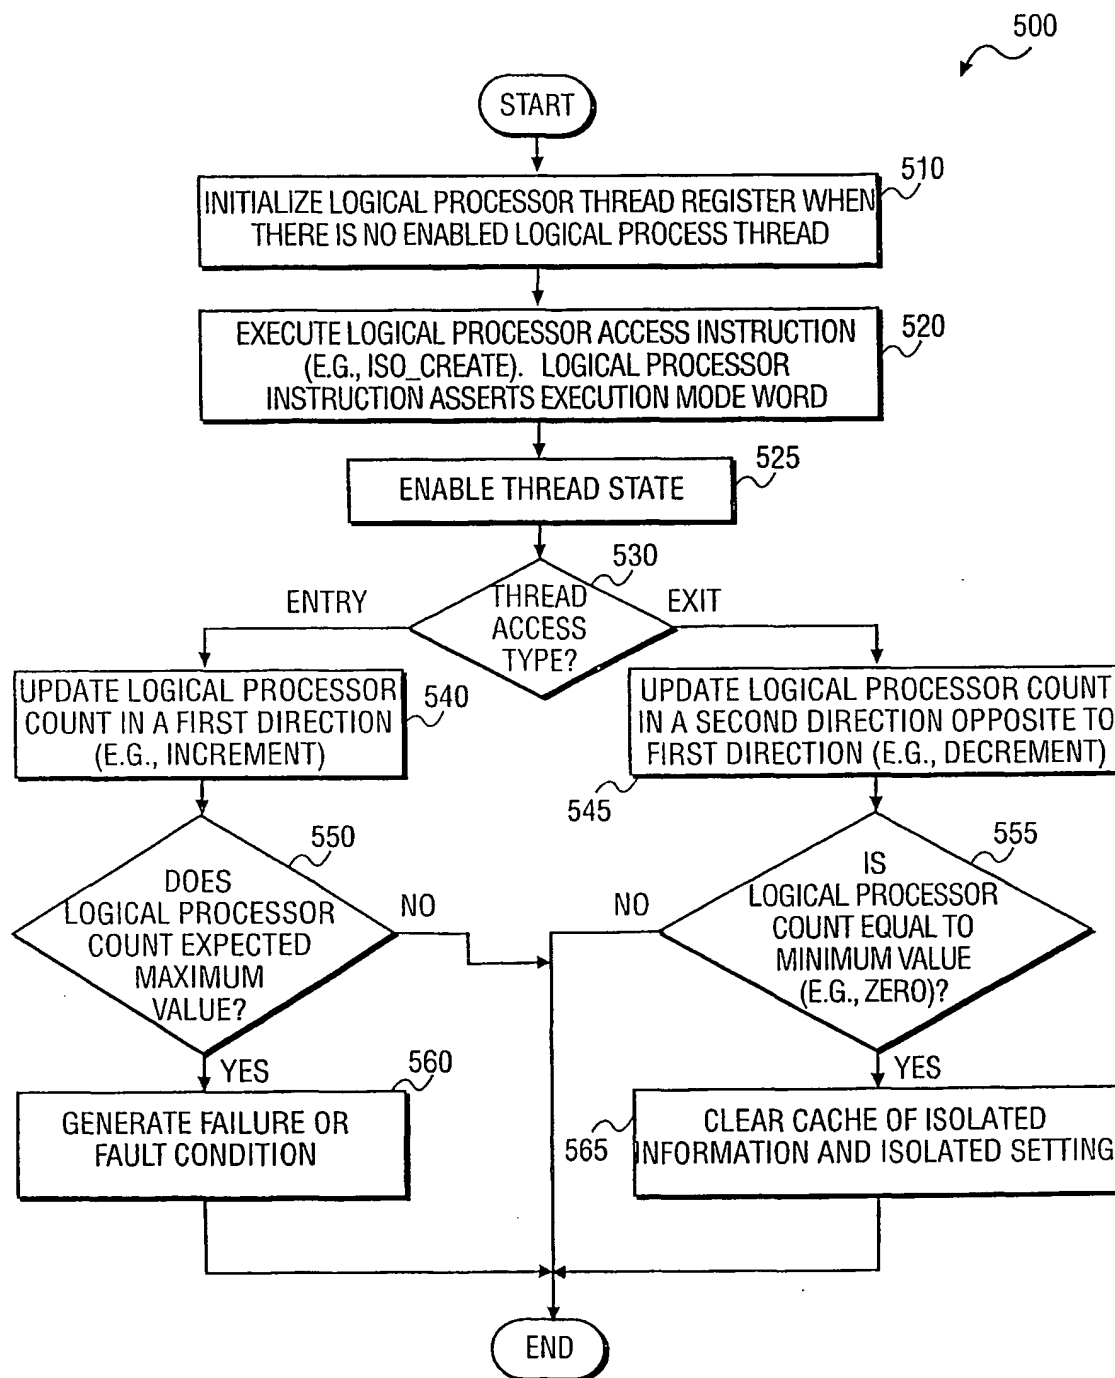 500
START
510
INITIALIZE LOGICAL PROCESSOR THREAD REGISTER WHEN
THERE IS NO ENABLED LOGICAL PROCESS THREAD
EXECUTE LOGICAL PROCESSOR ACCESS INSTRUCTION
(E.G., ISO_CREATE). LOGICAL PROCESSOR
INSTRUCTION ASSERTS EXECUTION MODE WORD
520
ENABLE THREAD STATE
525
530
ENTRY
THREAD
ACCESS
TYPE?
EXIT
UPDATE LOGICAL PROCESSOR
COUNT IN A FIRST DIRECTION
(E.G., INCREMENT)
540
UPDATE LOGICAL PROCESSOR COUNT
IN A SECOND DIRECTION OPPOSITE TO
FIRST DIRECTION (E.G., DECREMENT)
545
550
DOES
LOGICAL PROCESSOR
COUNT EXPECTED
MAXIMUM
VALUE?
NO
555
IS
LOGICAL PROCESSOR
COUNT EQUAL TO
MINIMUM VALUE
(E.G., ZERO)?
NO
YES
560
GENERATE FAILURE OR
FAULT CONDITION
YES
565
CLEAR CACHE OF ISOLATED
INFORMATION AND ISOLATED SETTING
END